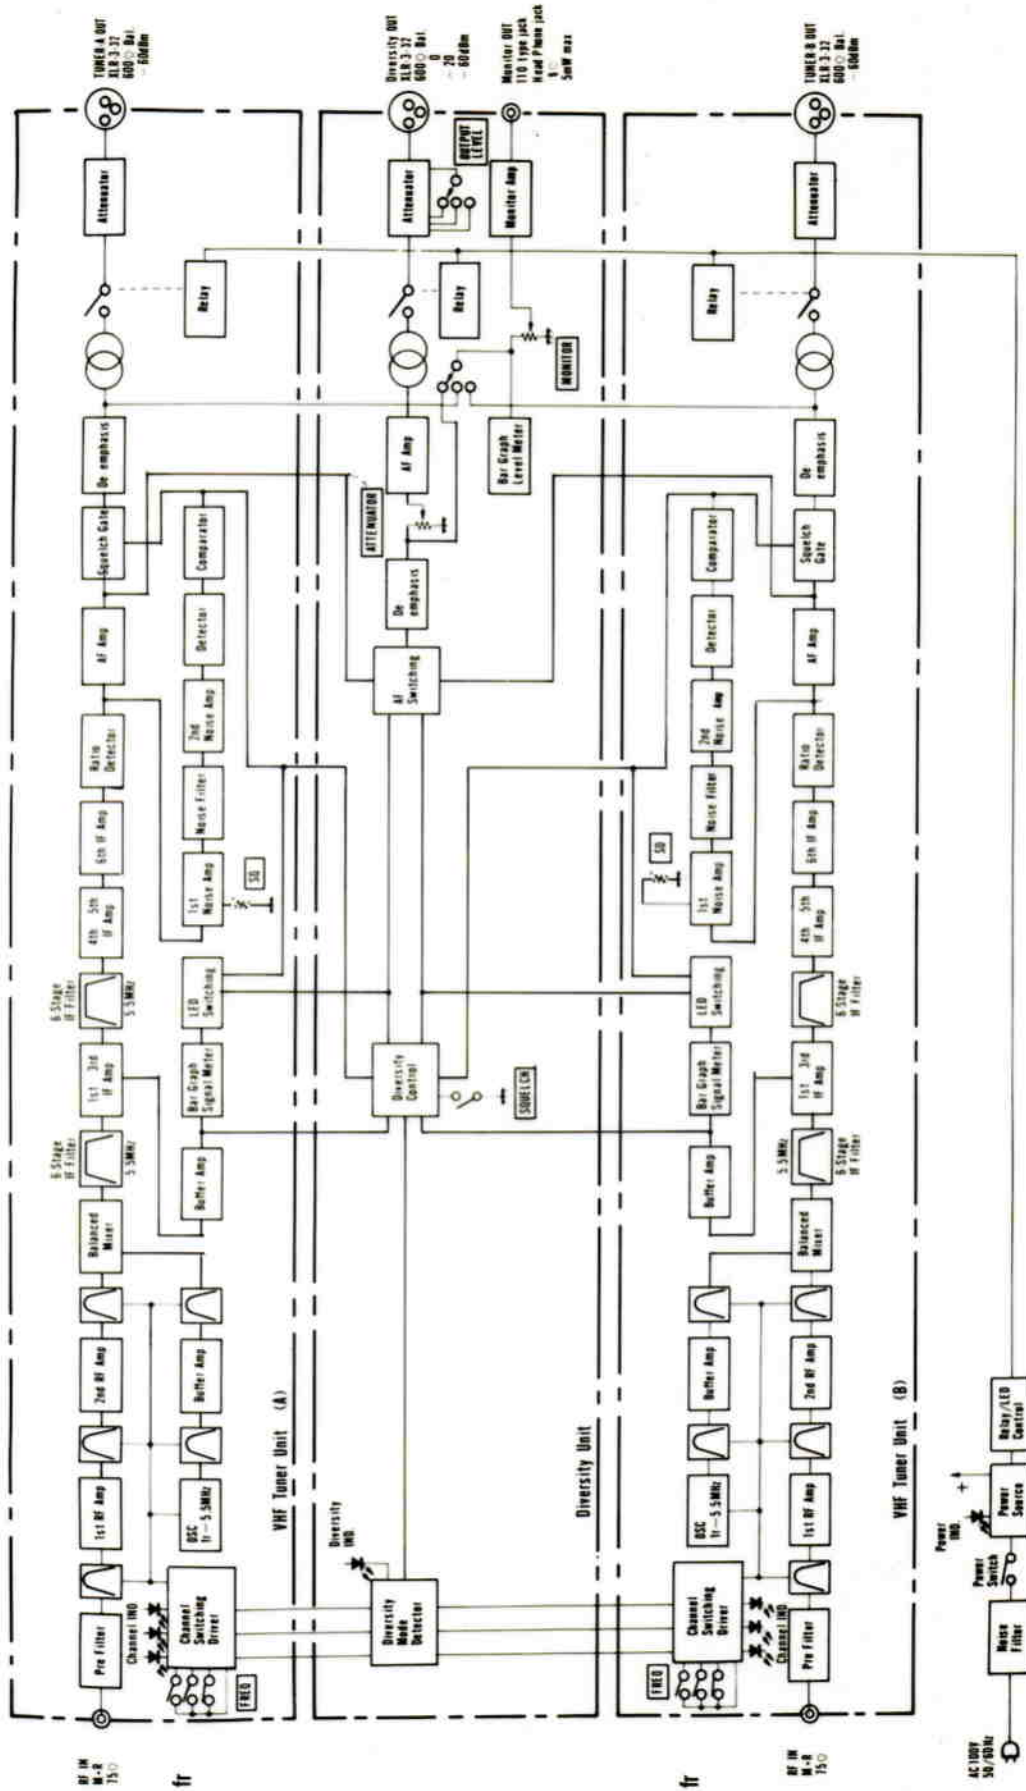 RF IN
M-R
75Ω
fr
Pre Filter
1st RF Amp
2nd RF Amp
Balanced
Mixer
6-Stage
IF Filter
5.5MHz
1st 3rd
IF Amp
6-Stage
IF Filter
5.5MHz
4th 5th
IF Amp
6th IF Amp
Ratio
Detector
AF Amp
Squelch Gate
De emphasis
Attenuator
TUNER-A OUT
XLR-3-32
600Ω Bal.
-60dBm
Channel IND.
Channel
Switching
Driver
FREQ
OSC
fr-5.5MHz
Buffer Amp
Buffer Amp
Bar Graph
Signal Meter
LED
Switching
1st
Noise Amp
SQ
Noise Filter
2nd
Noise Amp
Detector
Comparator
Relay
VHF Tuner Unit (A)
Diversity
IND.
Diversity
Mode
Detector
Diversity
Control
SQUELCH
AF
Switching
De
emphasis
ATTENUATOR
AF Amp
Bar Graph
Level Meter
MONITOR
Relay
Attenuator
OUTPUT
LEVEL
Monitor Amp
Diversity OUT
XLR-3-32
600Ω Bal.
0
-20
-60dBm
Monitor OUT
110 type jack
Head Phone jack
8Ω
5mW max
Diversity Unit
fr
FREQ
Channel
Switching
Driver
Channel IND.
OSC
fr-5.5MHz
Buffer Amp
Buffer Amp
Bar Graph
Signal Meter
LED
Switching
1st
Noise Amp
SQ
Noise Filter
2nd
Noise Amp
Detector
Comparator
Relay
RF IN
M-R
75Ω
Pre Filter
1st RF Amp
2nd RF Amp
Balanced
Mixer
5.5MHz
6-Stage
IF Filter
1st 3rd
IF Amp
6-Stage
IF Filter
4th 5th
IF Amp
6th IF Amp
Ratio
Detector
AF Amp
Squelch
Gate
De
emphasis
Attenuator
TUNER-B OUT
XLR-3-32
600Ω Bal.
-60dBm
VHF Tuner Unit (B)
AC100V
50/60Hz
Noise
Filter
Power
Switch
Power
IND.
+
Power
Source
Relay/LED
Control